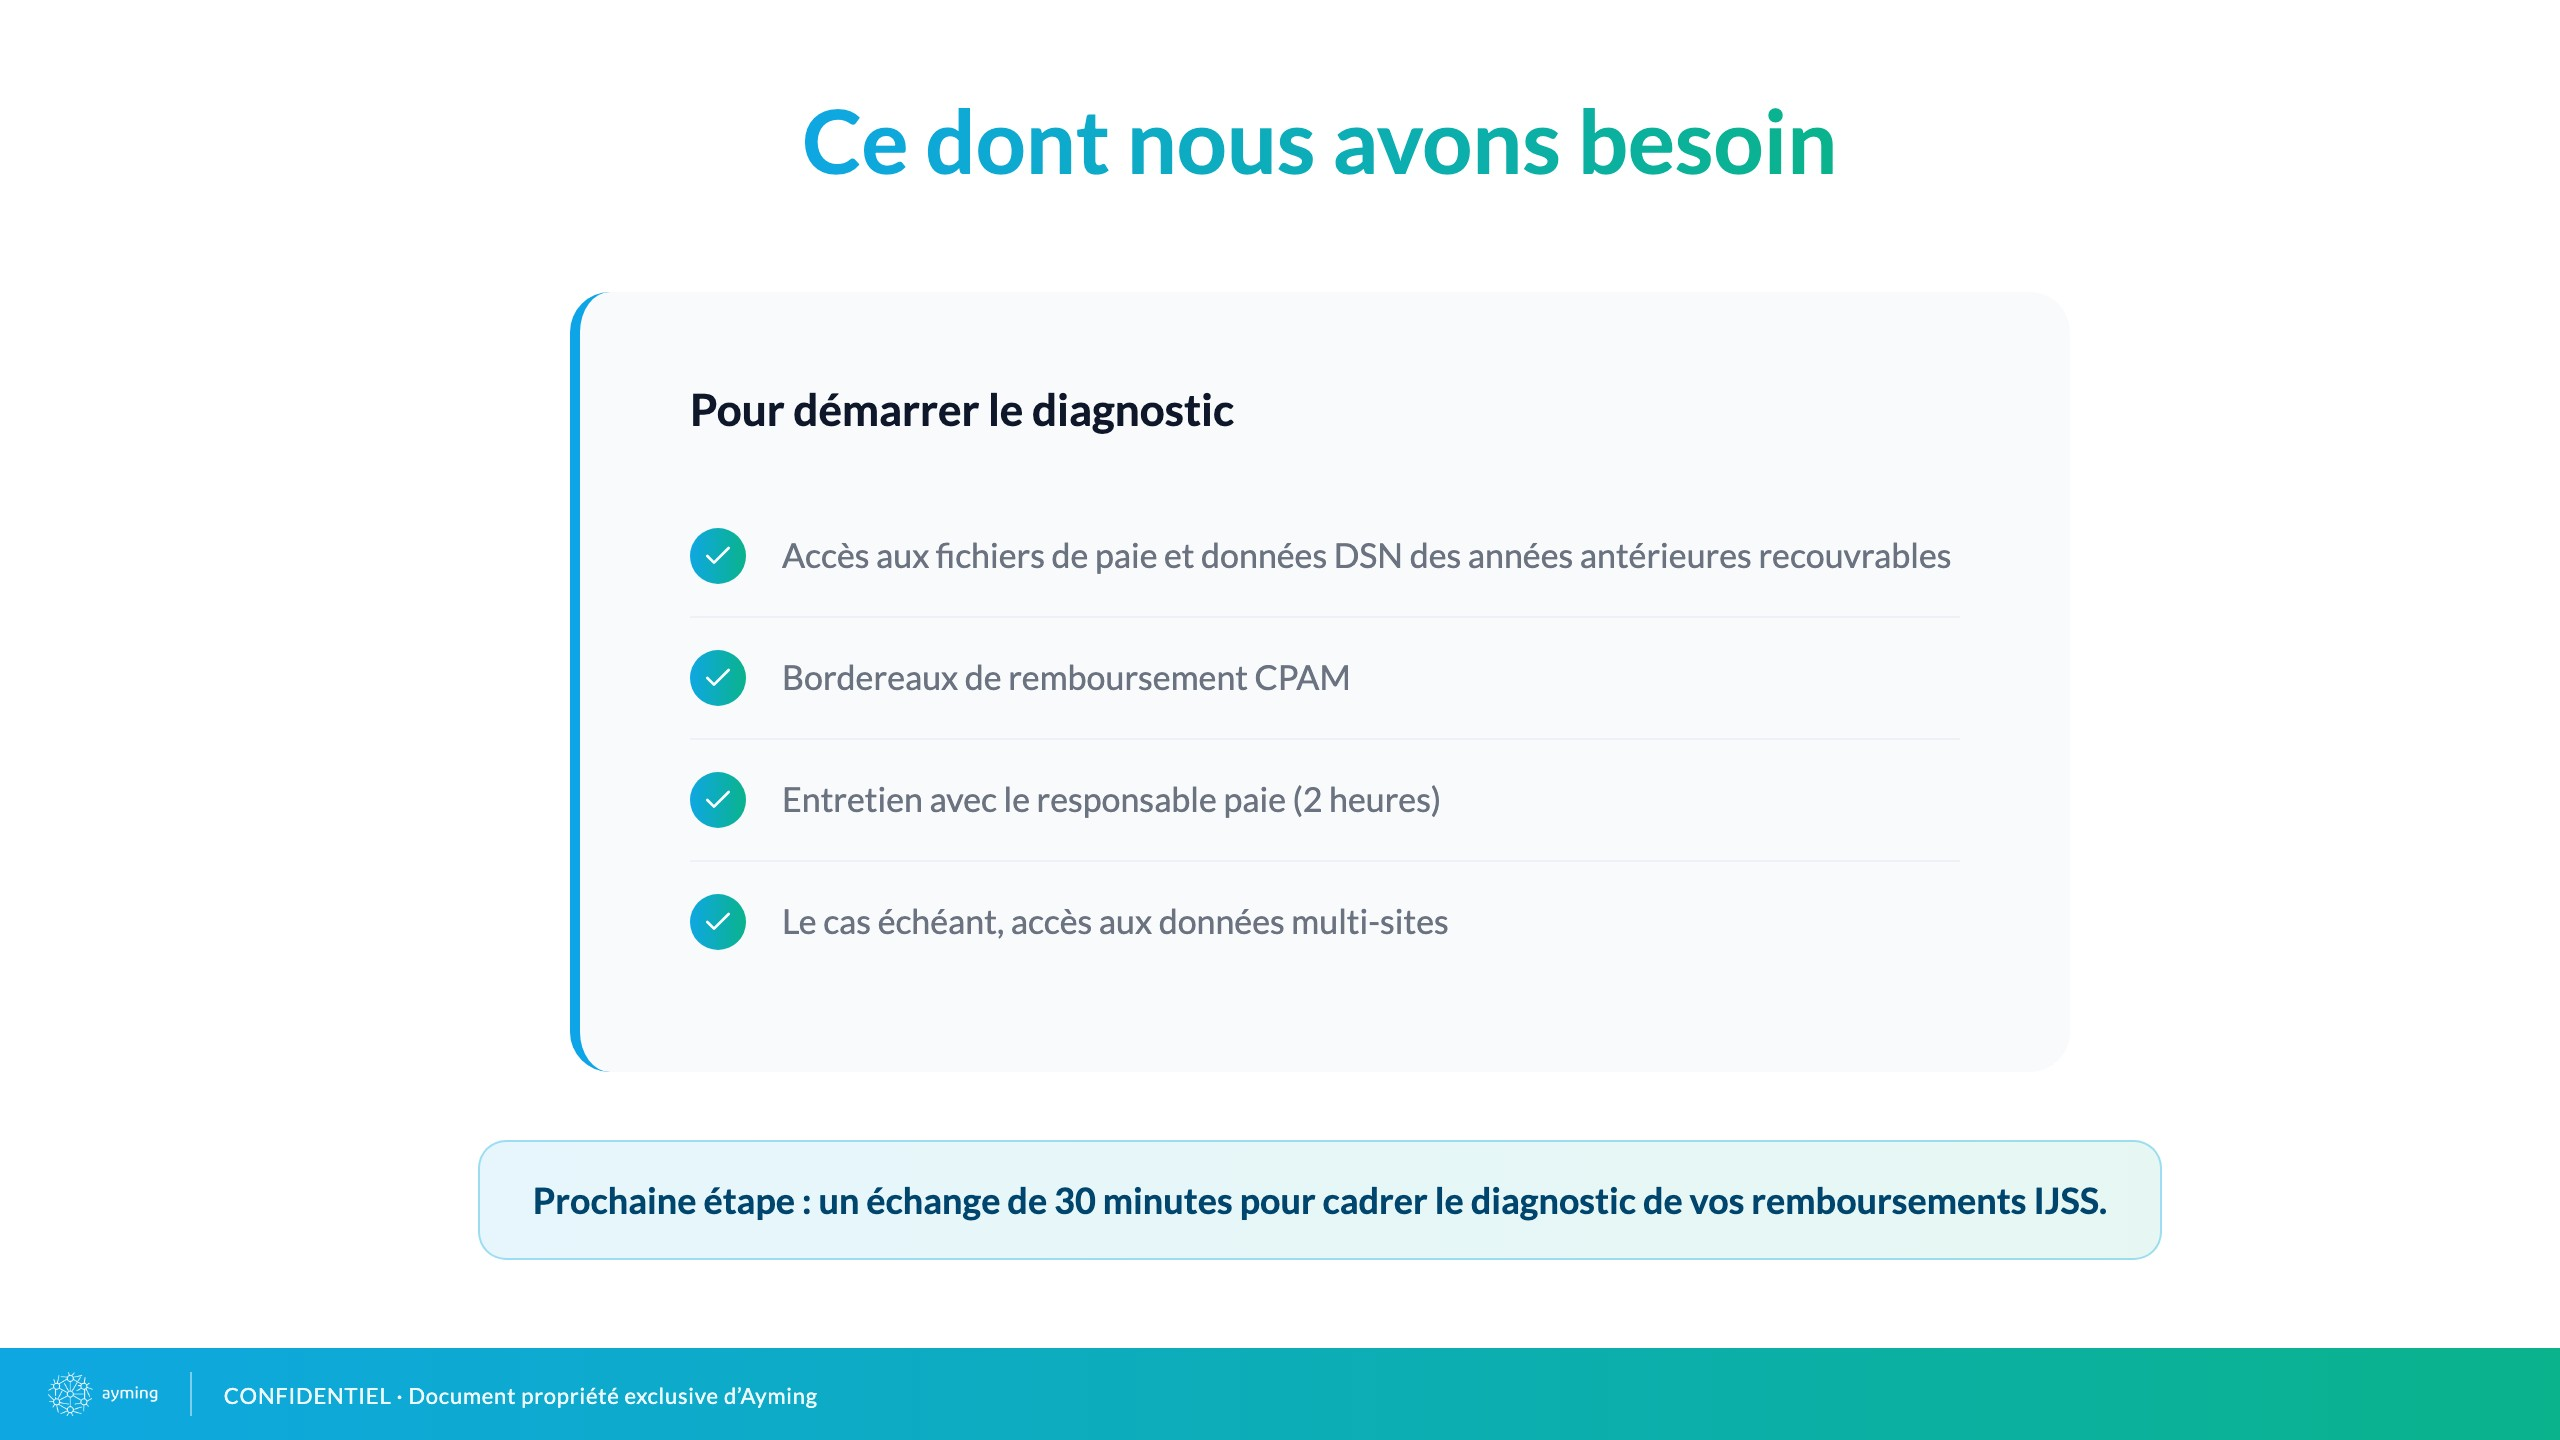 Ce dont nous avons besoin
Pour démarrer le diagnostic
Accès aux fichiers de paie et données DSN des années antérieures recouvrables
Bordereaux de remboursement CPAM
Entretien avec le responsable paie (2 heures)
Le cas échéant, accès aux données multi-sites
Prochaine étape : un échange de 30 minutes pour cadrer le diagnostic de vos remboursements IJSS.
ayming
CONFIDENTIEL · Document propriété exclusive d’Ayming